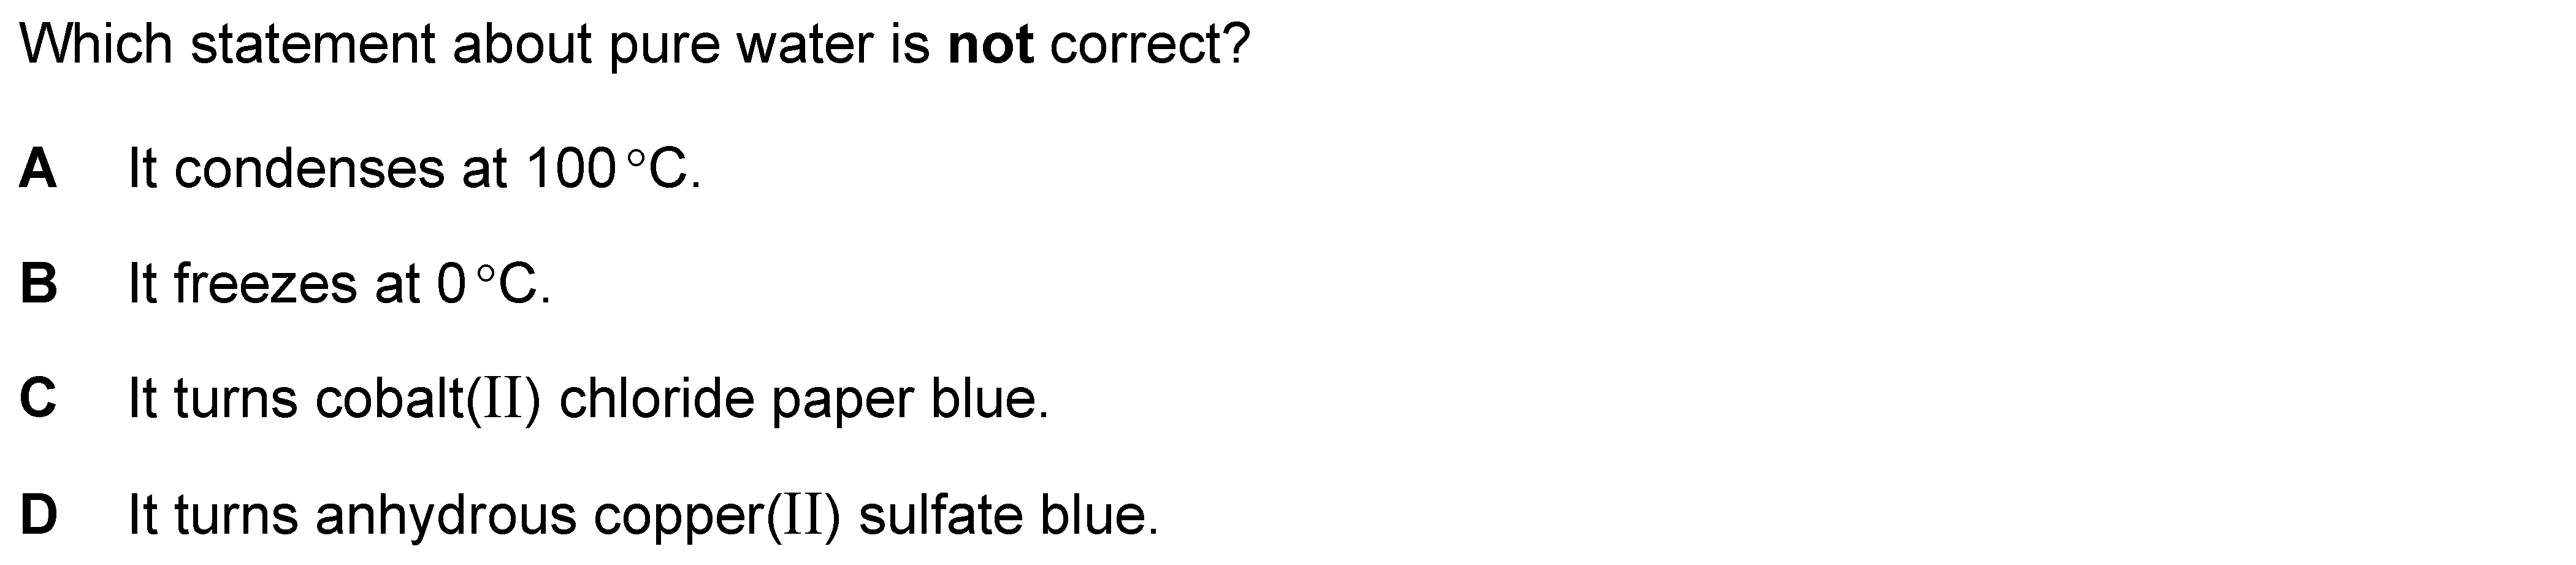 Which statement about pure water is not correct?
A It condenses at 100 °C.
B It freezes at 0 °C.
C It turns cobalt(II) chloride paper blue.
D It turns anhydrous copper(II) sulfate blue.